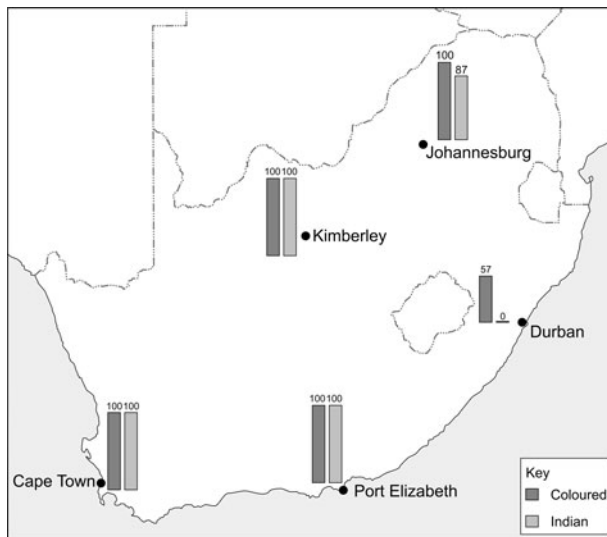 100
87
Johannesburg
100 100
Kimberley
57
0
Durban
100 100
100 100
Cape Town
Port Elizabeth
Key
Coloured
Indian